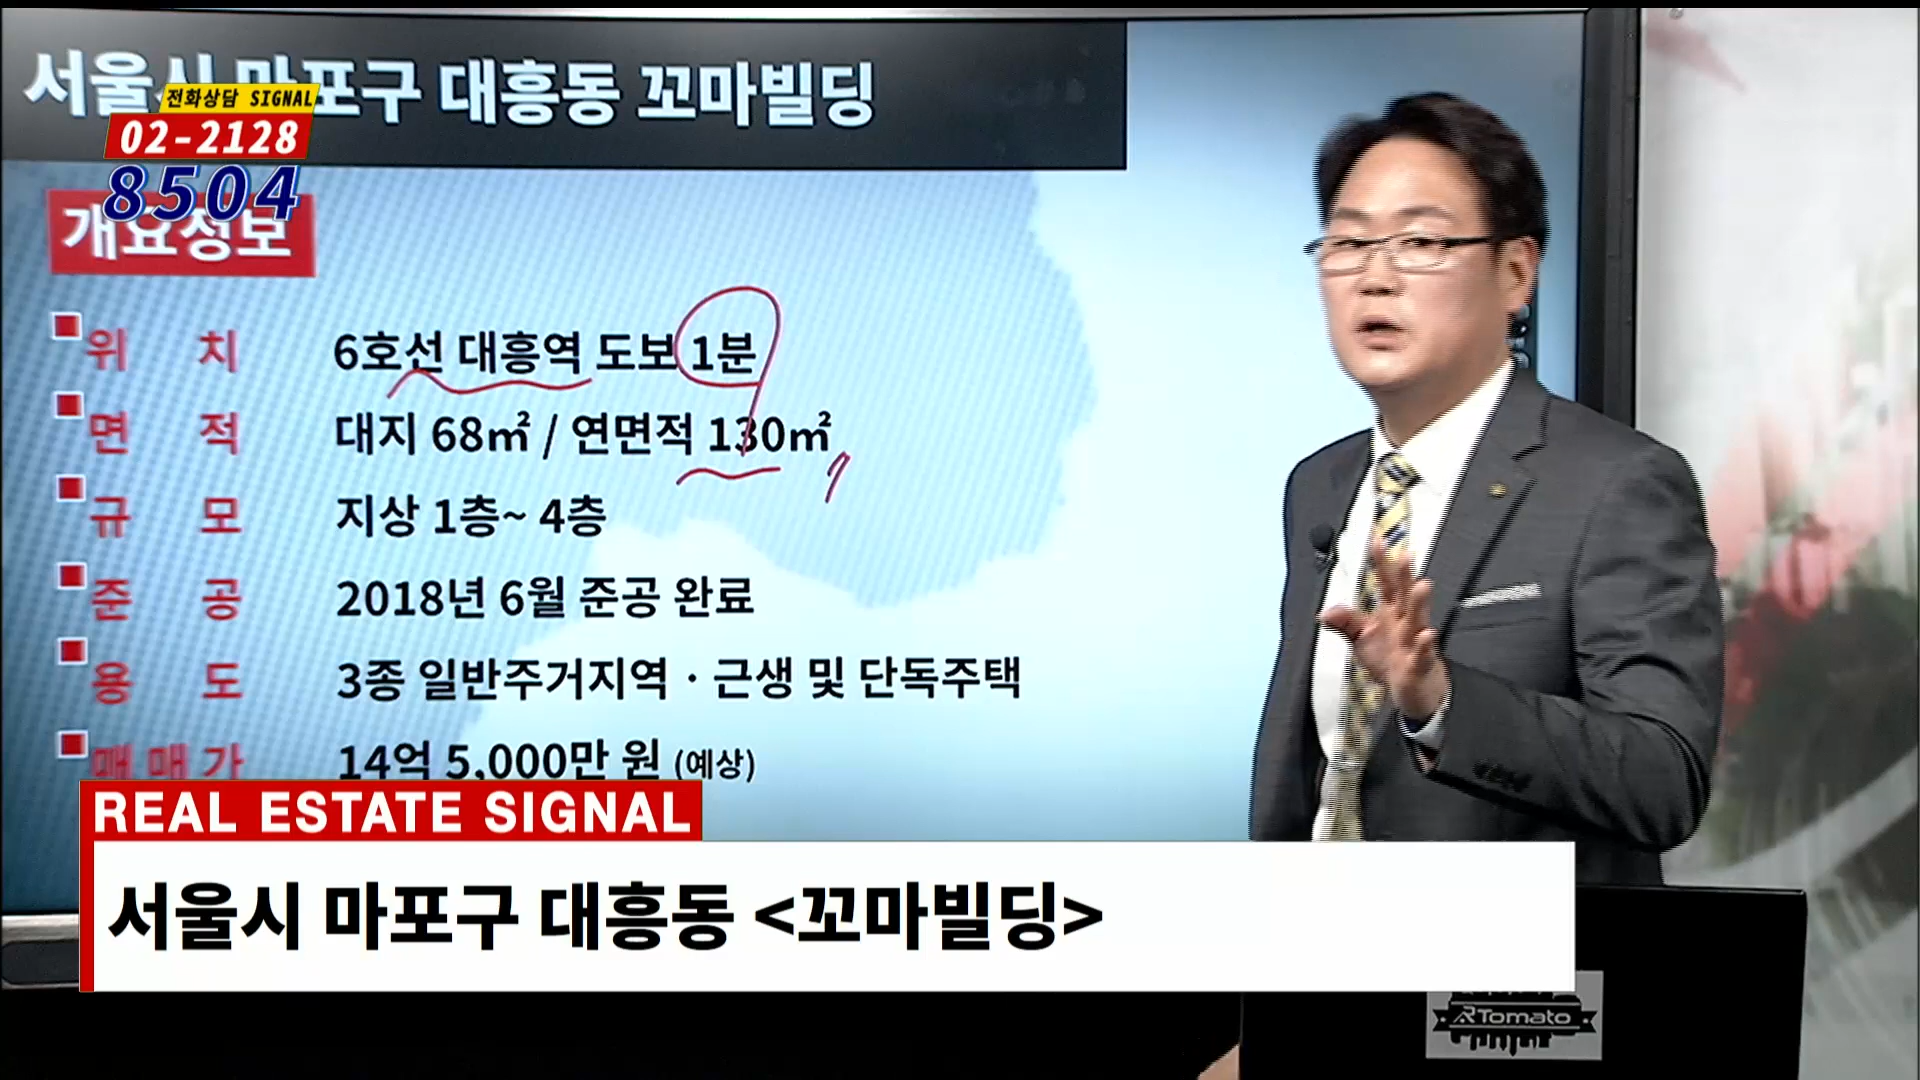 서울시 마포구 대흥동 꼬마빌딩
전화상담 SIGNAL
02-2128
8504
개요정보
위 치 6호선 대흥역 도보 1분
면 적 대지 68㎡ / 연면적 130㎡
규 모 지상 1층~ 4층
준 공 2018년 6월 준공 완료
용 도 3종 일반주거지역 · 근생 및 단독주택
매 매 가 14억 5,000만 원 (예상)
REAL ESTATE SIGNAL
서울시 마포구 대흥동 <꼬마빌딩>
RTomato